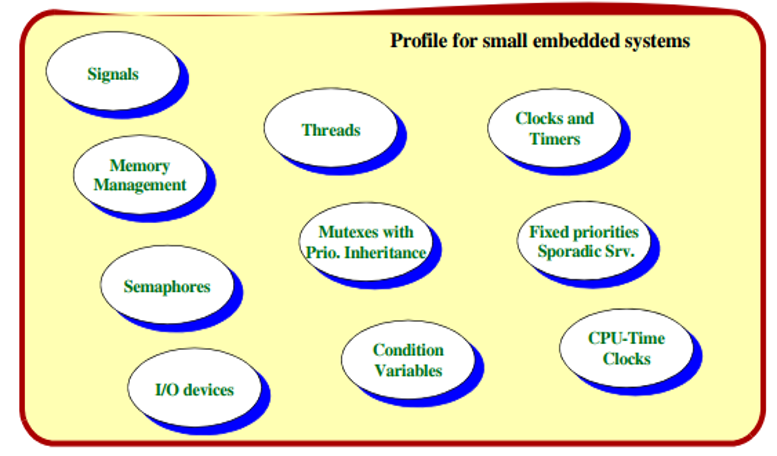 Profile for small embedded systems
Signals
Threads
Clocks and
Timers
Memory
Management
Mutexes with
Prio. Inheritance
Fixed priorities
Sporadic Srv.
Semaphores
Condition
Variables
CPU-Time
Clocks
I/O devices